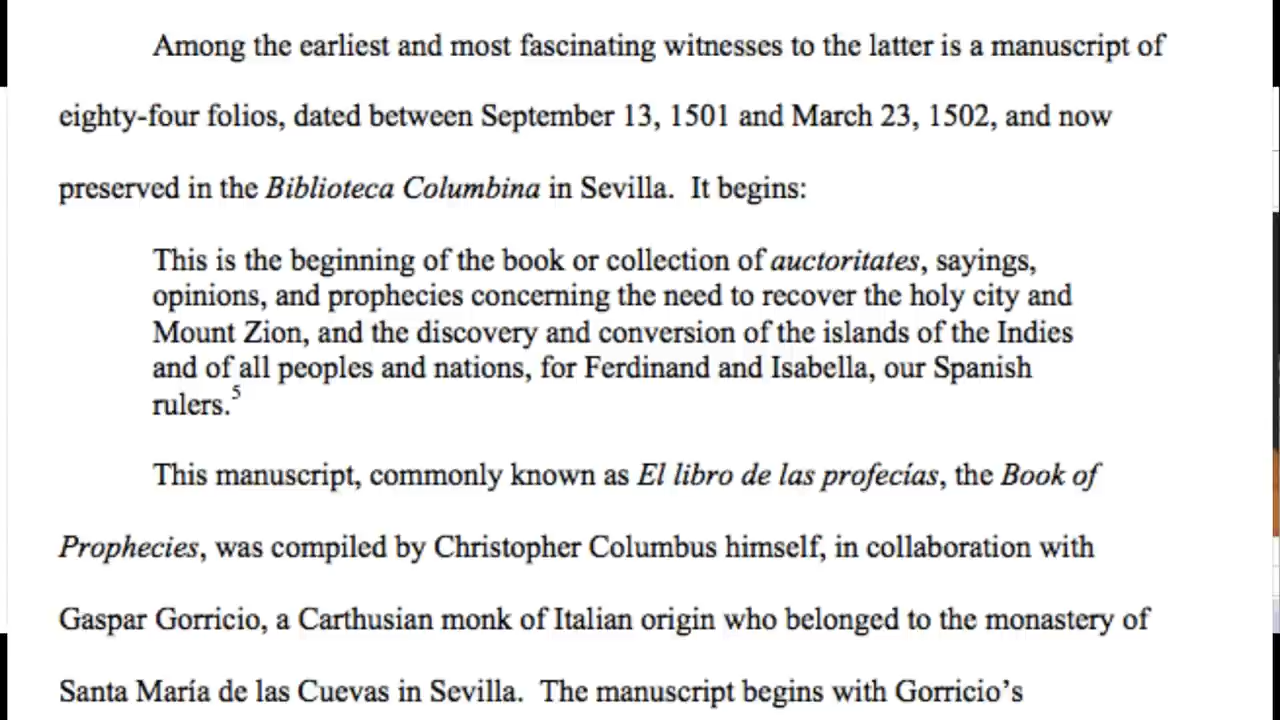 Among the earliest and most fascinating witnesses to the latter is a manuscript of
eighty-four folios, dated between September 13, 1501 and March 23, 1502, and now
preserved in the Biblioteca Columbina in Sevilla.  It begins:
This is the beginning of the book or collection of auctoritates, sayings,
opinions, and prophecies concerning the need to recover the holy city and
Mount Zion, and the discovery and conversion of the islands of the Indies
and of all peoples and nations, for Ferdinand and Isabella, our Spanish
rulers.5
This manuscript, commonly known as El libro de las profecías, the Book of
Prophecies, was compiled by Christopher Columbus himself, in collaboration with
Gaspar Gorricio, a Carthusian monk of Italian origin who belonged to the monastery of
Santa María de las Cuevas in Sevilla.  The manuscript begins with Gorricio’s